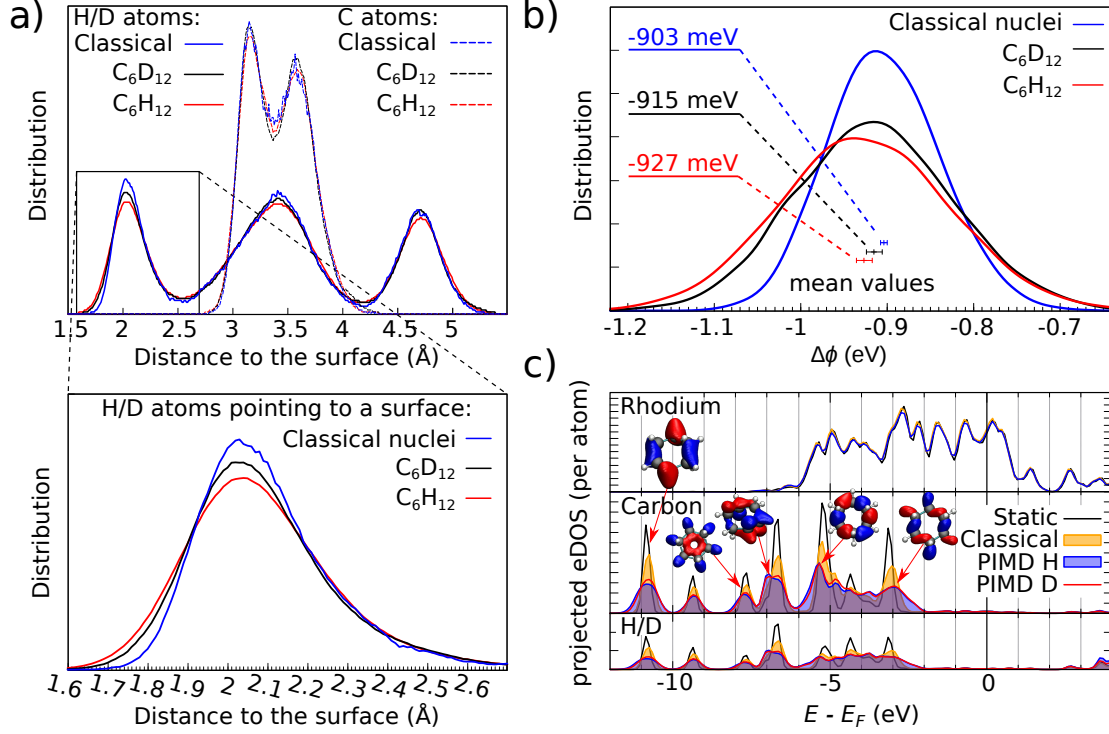 a)
H/D atoms:
Classical
C₆D₁₂
C₆H₁₂
C atoms:
Classical
C₆D₁₂
C₆H₁₂
Distribution
1.5 2 2.5 3 3.5 4 4.5 5
Distance to the surface (Å)
H/D atoms pointing to a surface:
Classical nuclei
C₆D₁₂
C₆H₁₂
Distribution
1.6 1.7 1.8 1.9 2 2.1 2.2 2.3 2.4 2.5 2.6
Distance to the surface (Å)
b)
Classical nuclei
C₆D₁₂
C₆H₁₂
-903 meV
-915 meV
-927 meV
mean values
Distribution
-1.2 -1.1 -1 -0.9 -0.8 -0.7
Δϕ (eV)
c)
projected eDOS (per atom)
Rhodium
Carbon
Static
Classical
PIMD H
PIMD D
H/D
-10 -5 0
E - E_F (eV)